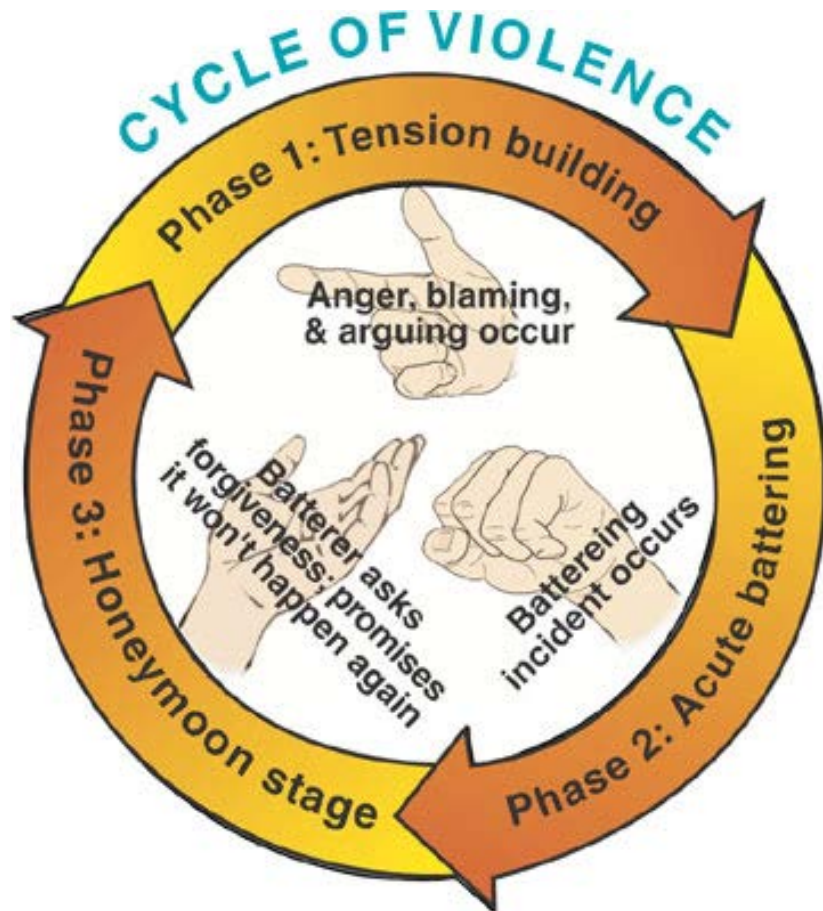 CYCLE OF VIOLENCE
Phase 1: Tension building
Anger, blaming,
& arguing occur
Phase 2: Acute battering
Battereing
incident occurs
Phase 3: Honeymoon stage
Batterer asks
forgiveness; promises
it won't happen again